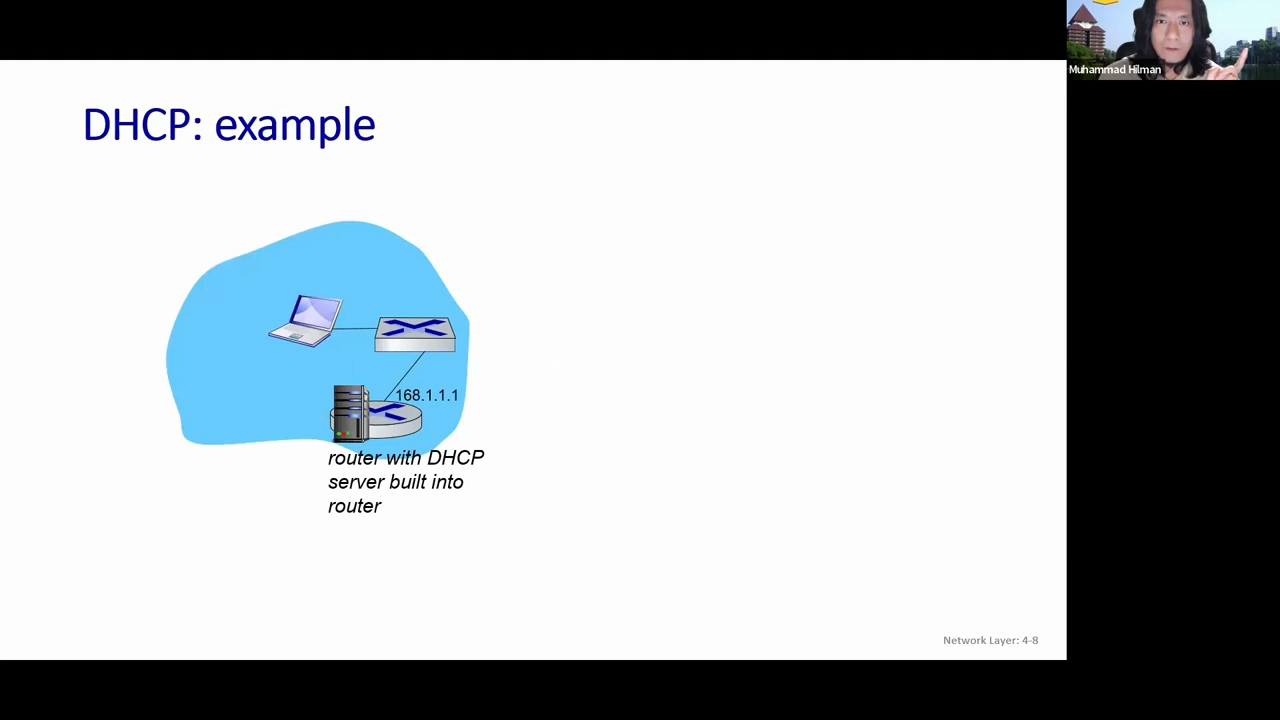 Muhammad Hilman
DHCP: example
168.1.1.1
router with DHCP
server built into
router
Network Layer: 4-8